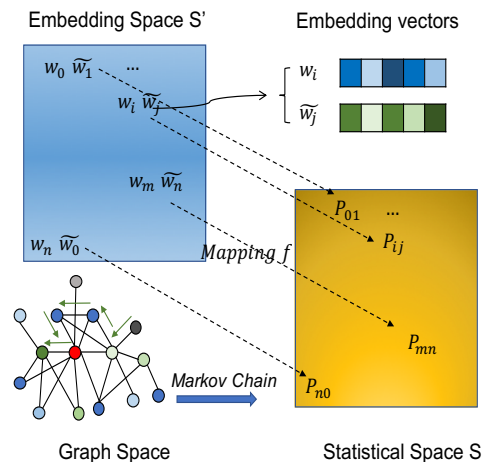 Embedding Space S’
Embedding vectors
w₀ w̃₁ ...
wᵢ w̃ⱼ
wₘ w̃ₙ
wₙ w̃₀
wᵢ
w̃ⱼ
P₀₁ ...
Pᵢⱼ
Mapping f
Pₘₙ
Pₙ₀
Markov Chain
Graph Space
Statistical Space S